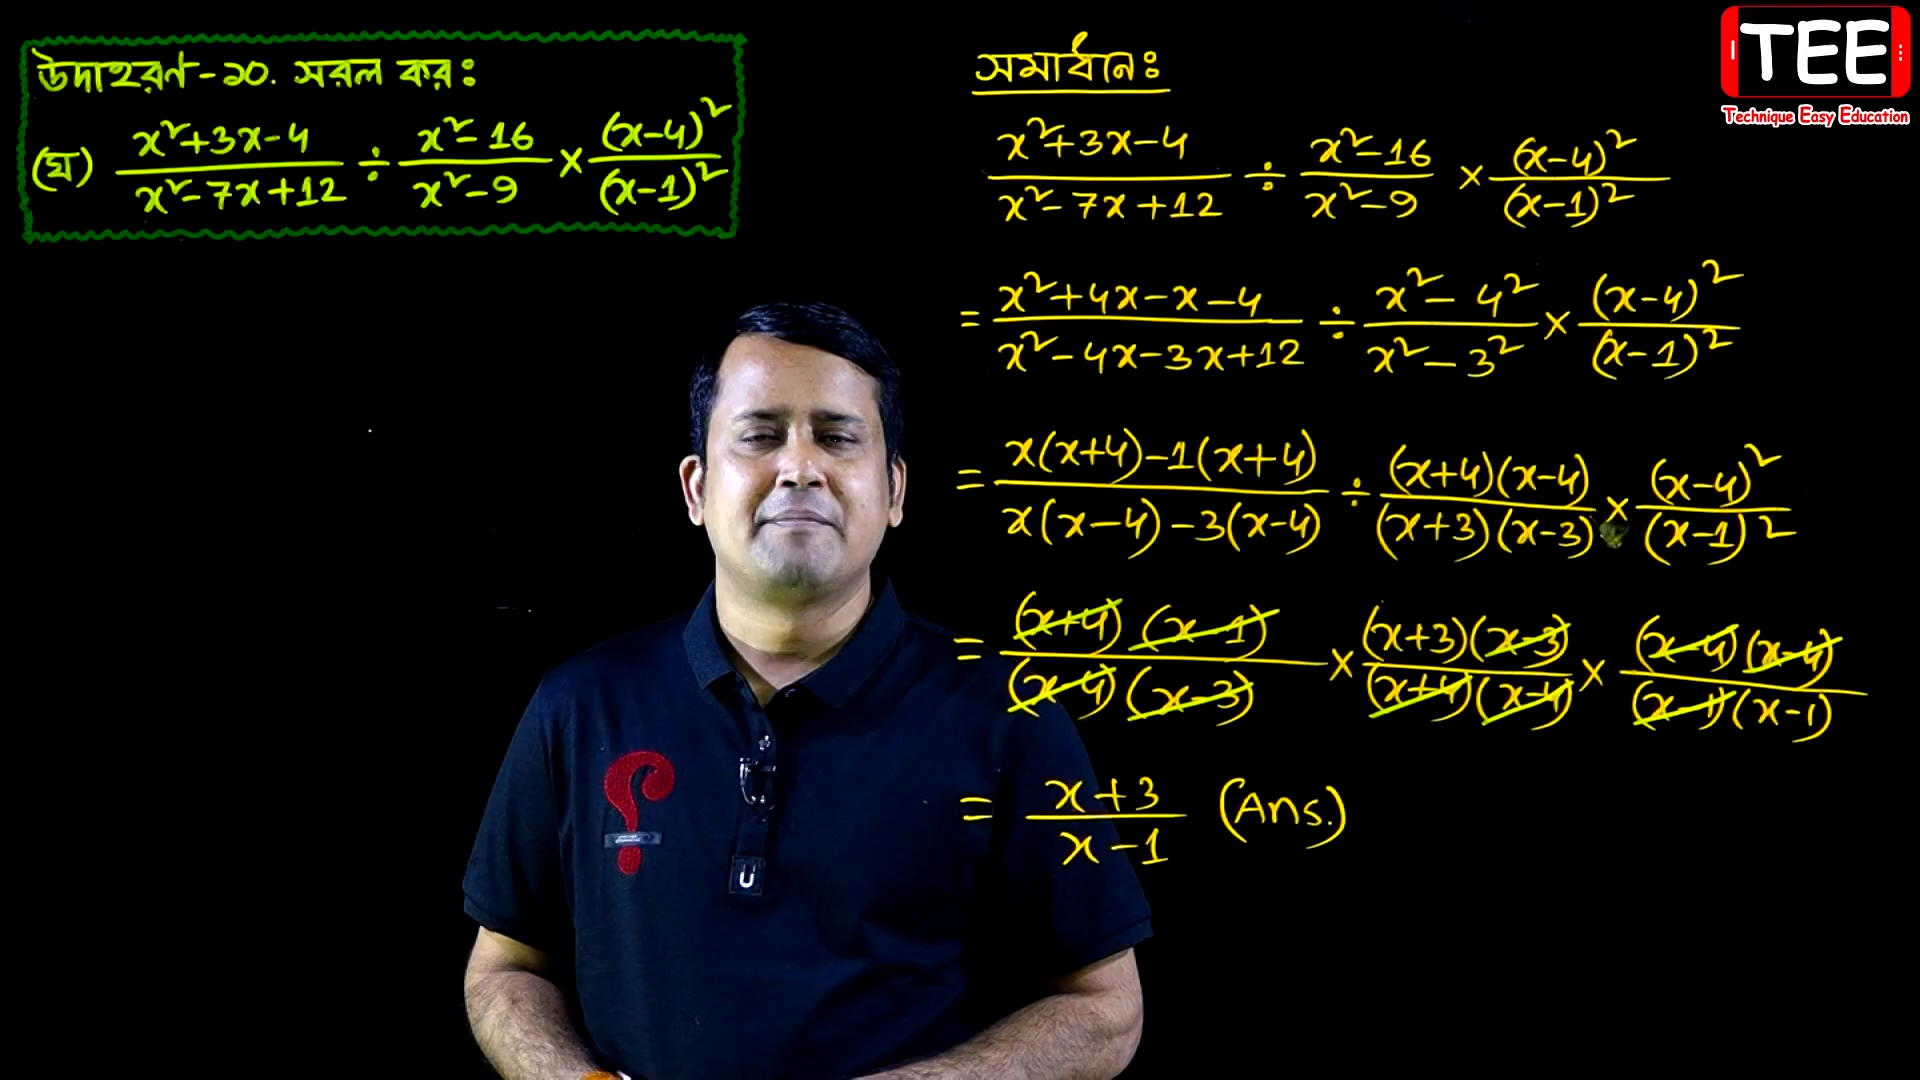 উদাহরণ-১০. সরল কর:
(ঘ) (x²+3x-4)/(x²-7x+12) ÷ (x²-16)/(x²-9) × (x-4)²/(x-1)²
সমাধান:
(x²+3x-4)/(x²-7x+12) ÷ (x²-16)/(x²-9) × (x-4)²/(x-1)²
= (x²+4x-x-4)/(x²-4x-3x+12) ÷ (x²-4²)/(x²-3²) × (x-4)²/(x-1)²
= (x(x+4)-1(x+4))/(x(x-4)-3(x-4)) ÷ ((x+4)(x-4))/((x+3)(x-3)) × (x-4)²/(x-1)²
= ((x+4)(x-1))/((x-4)(x-3)) × ((x+3)(x-3))/((x+4)(x-4)) × ((x-4)(x-4))/((x-1)(x-1))
= (x+3)/(x-1) (Ans.)
TEE
Technique Easy Education
U